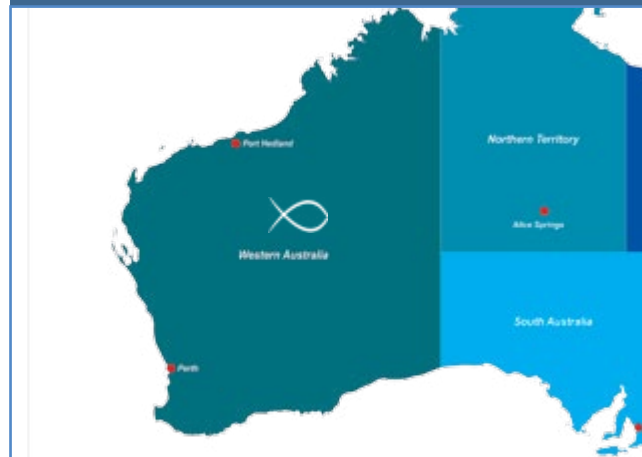 Port Hedland
Northern Territory
Alice Springs
Western Australia
South Australia
Perth